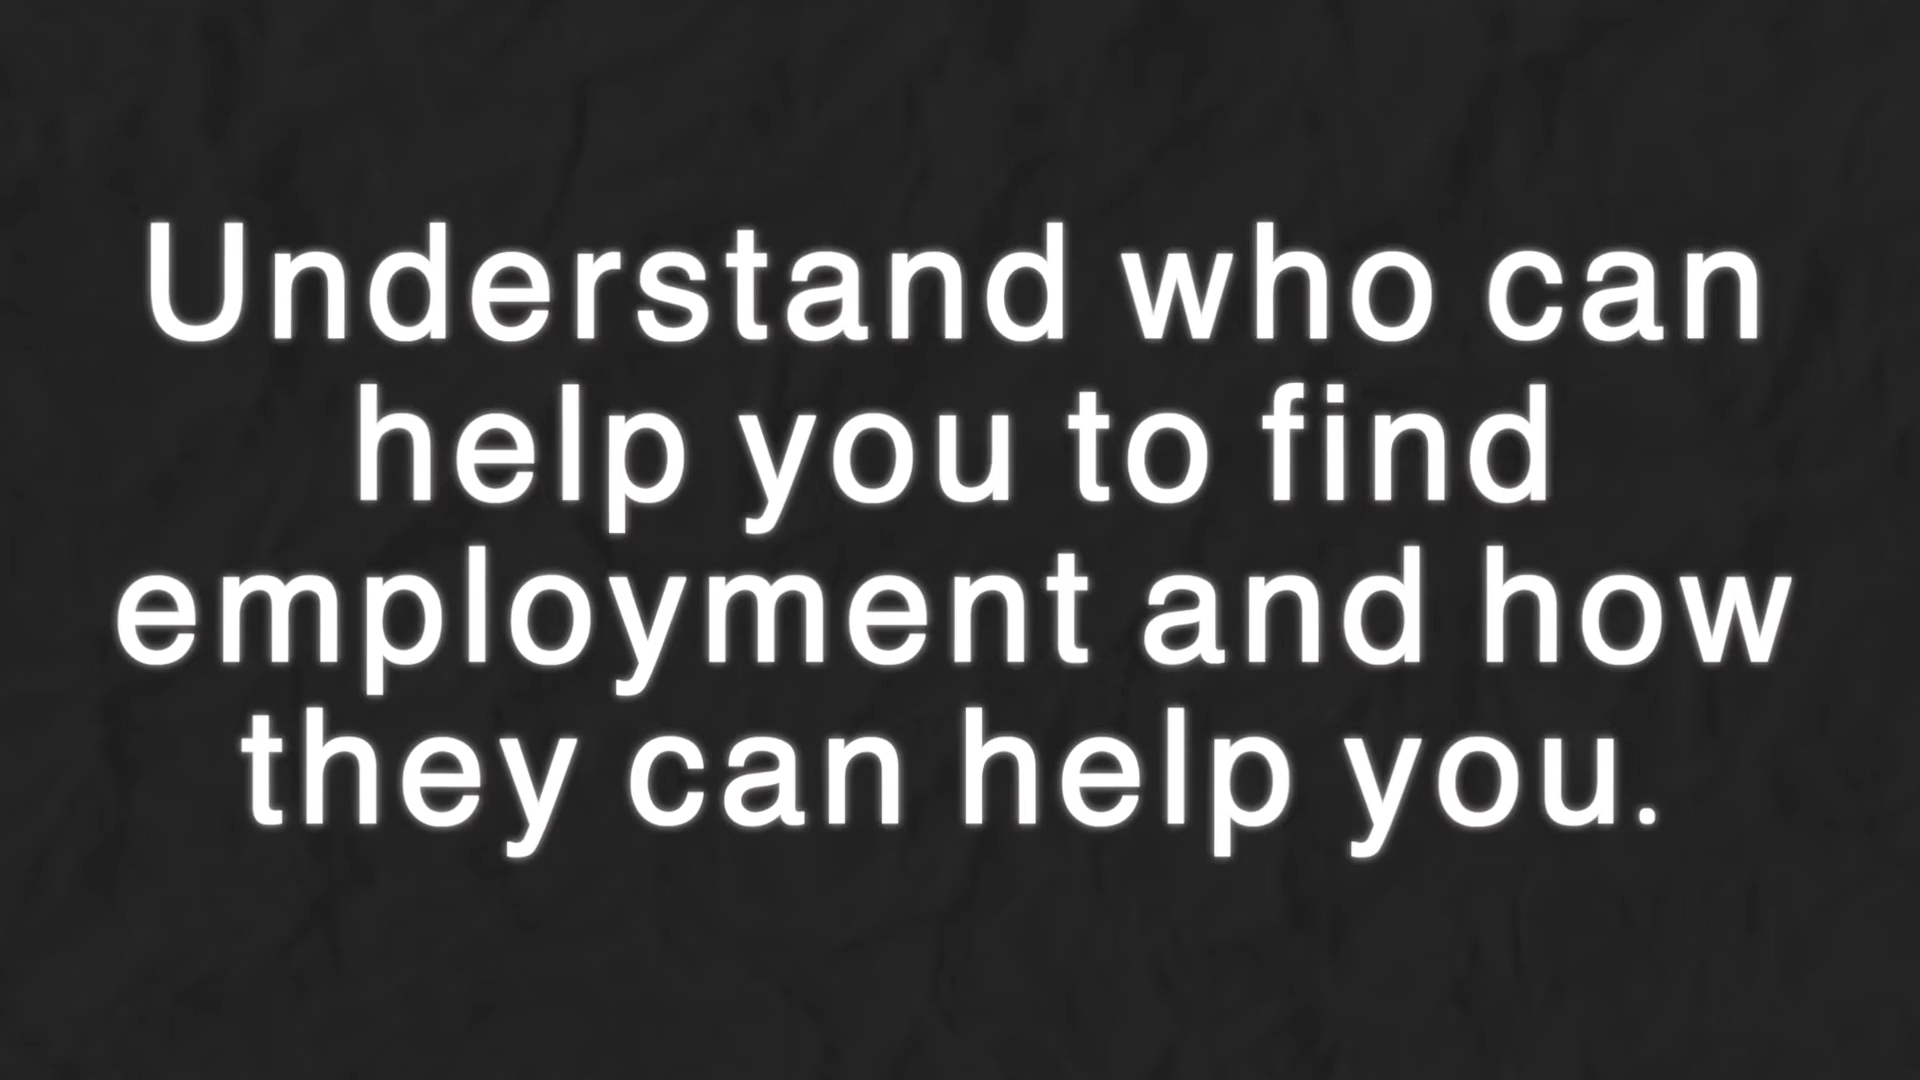 Understand who can
help you to find
employment and how
they can help you.